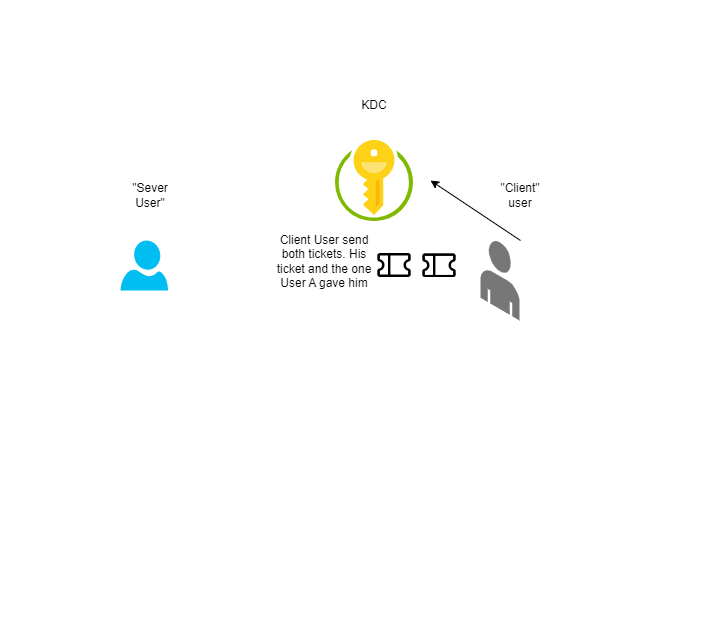 KDC
"Sever
User"
"Client"
user
Client User send
both tickets. His
ticket and the one
User A gave him